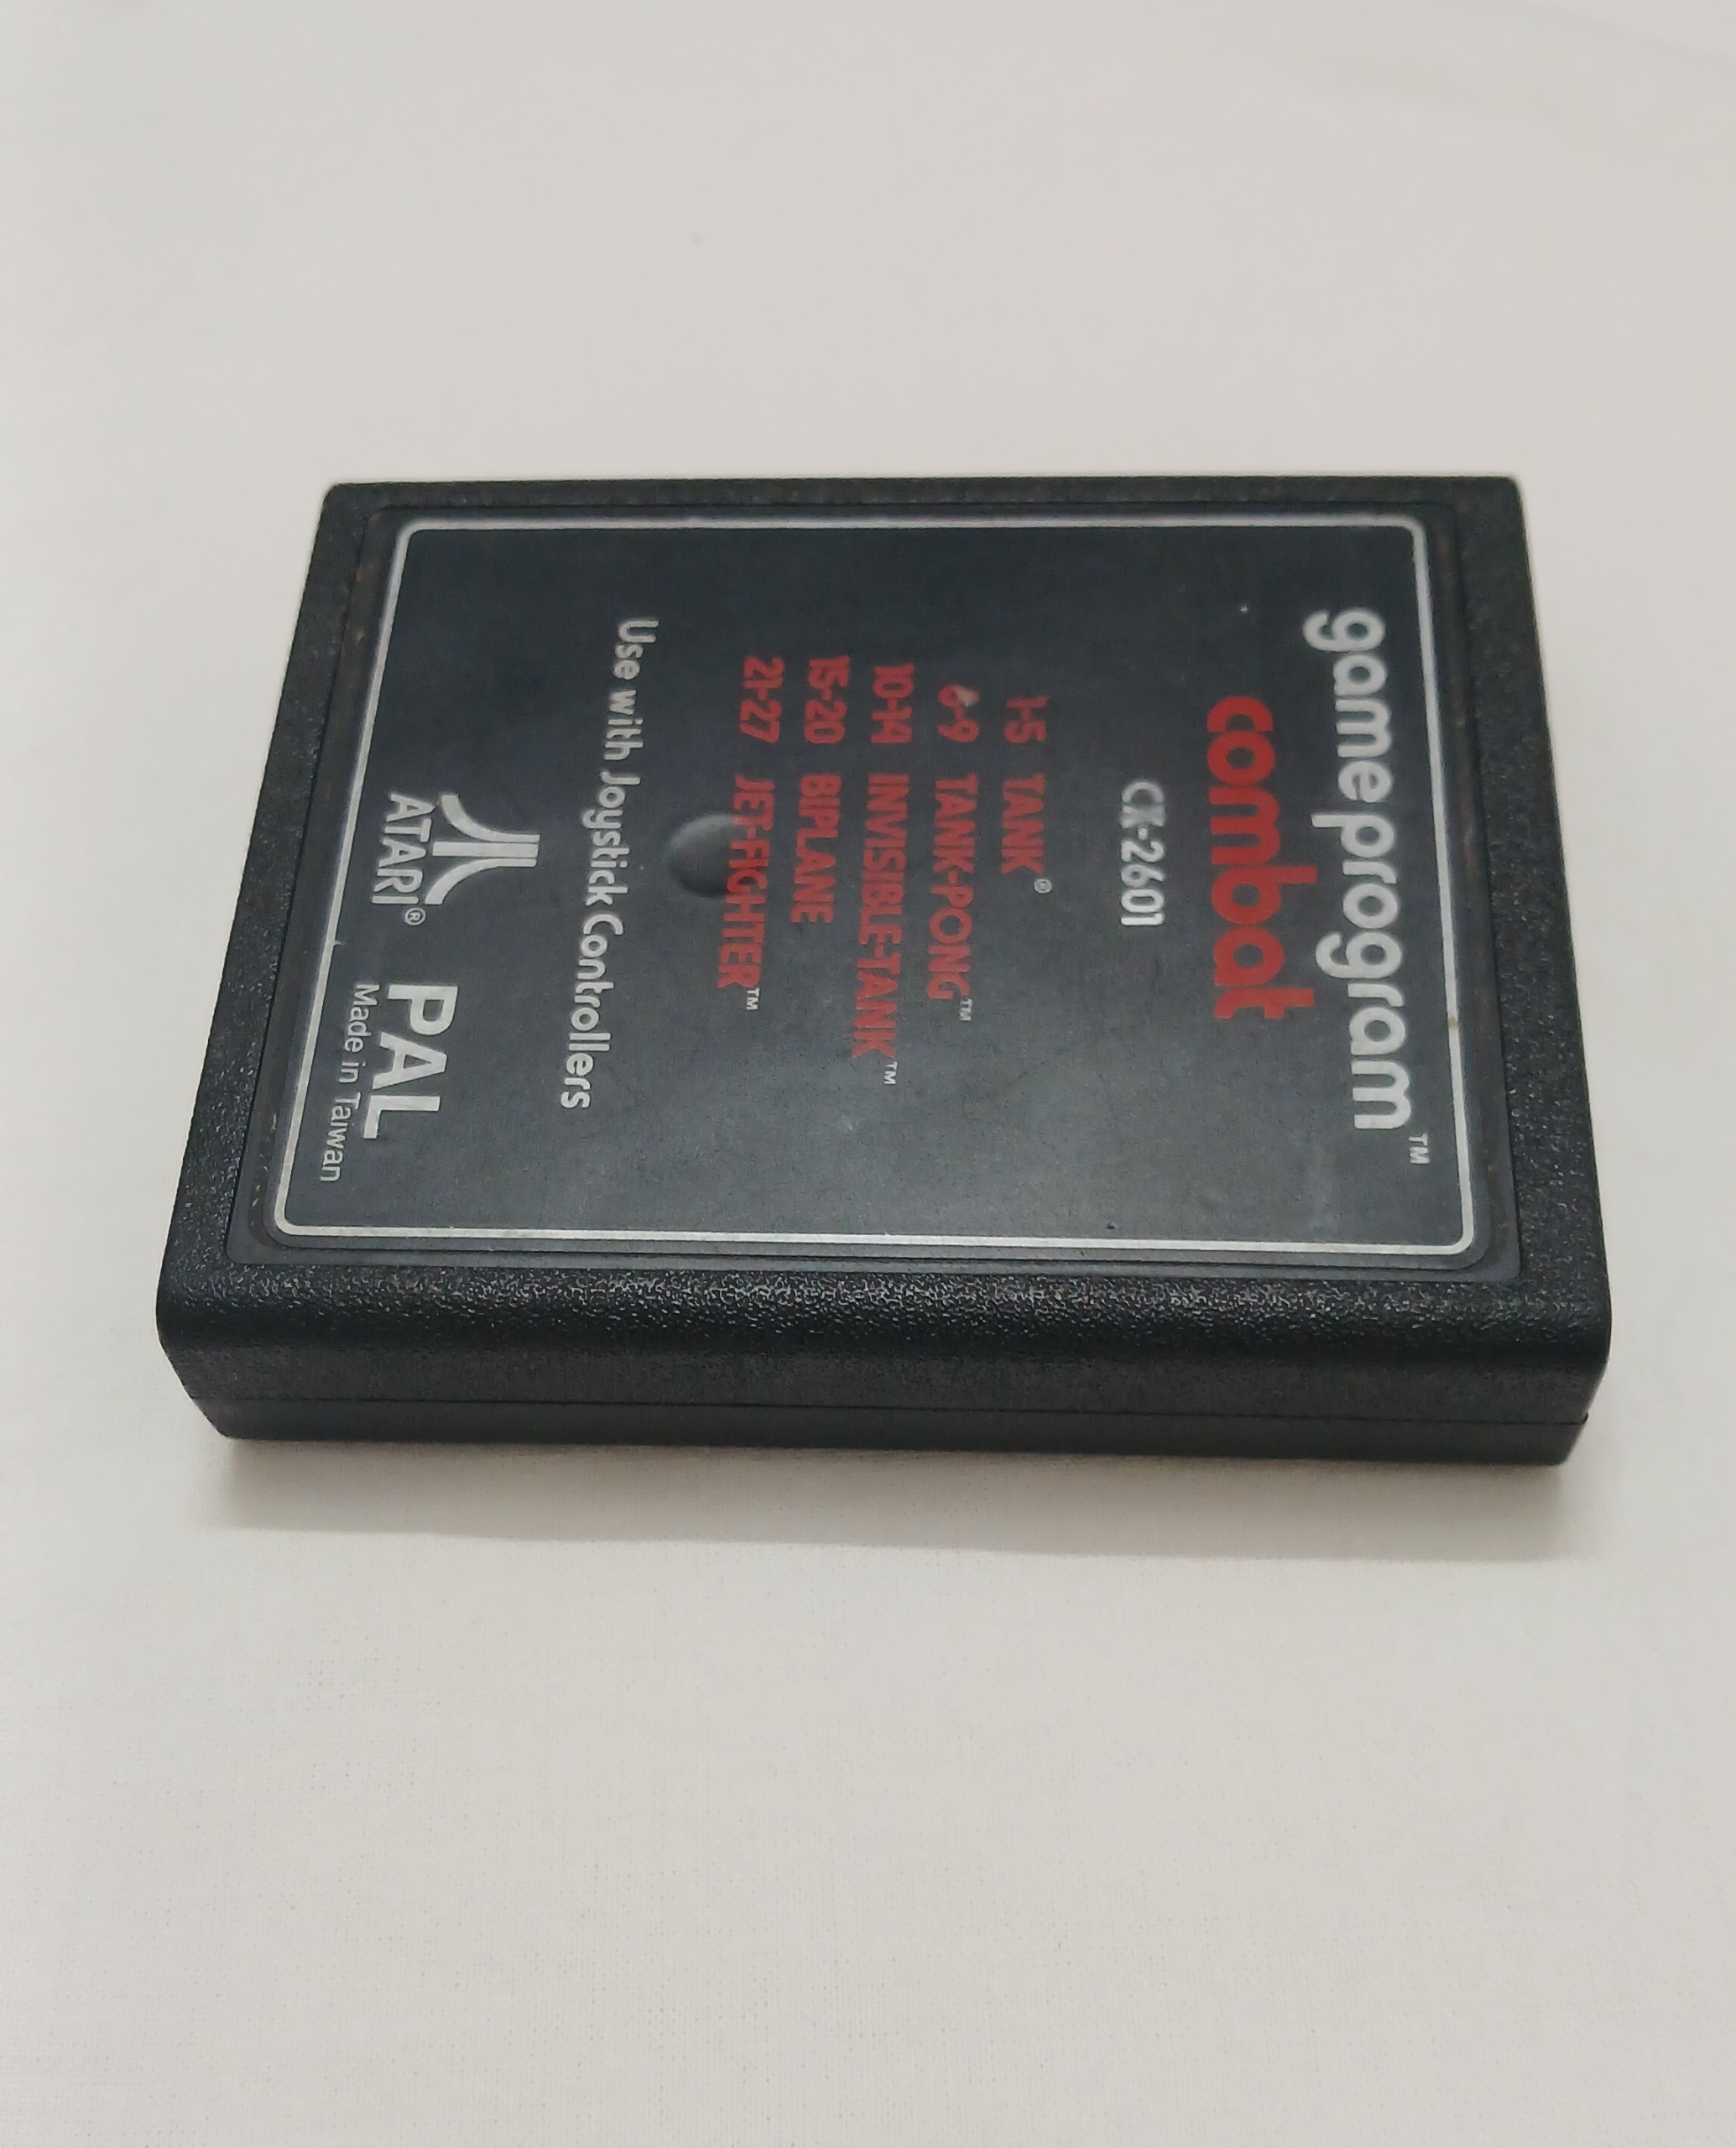 game program™
combat
CX-2601
1-5 TANK®
6-9 TANK-PONG™
10-14 INVISIBLE-TANK™
15-20 BIPLANE
21-27 JET-FIGHTER™
Use with Joystick Controllers
ATARI®
PAL
Made in Taiwan